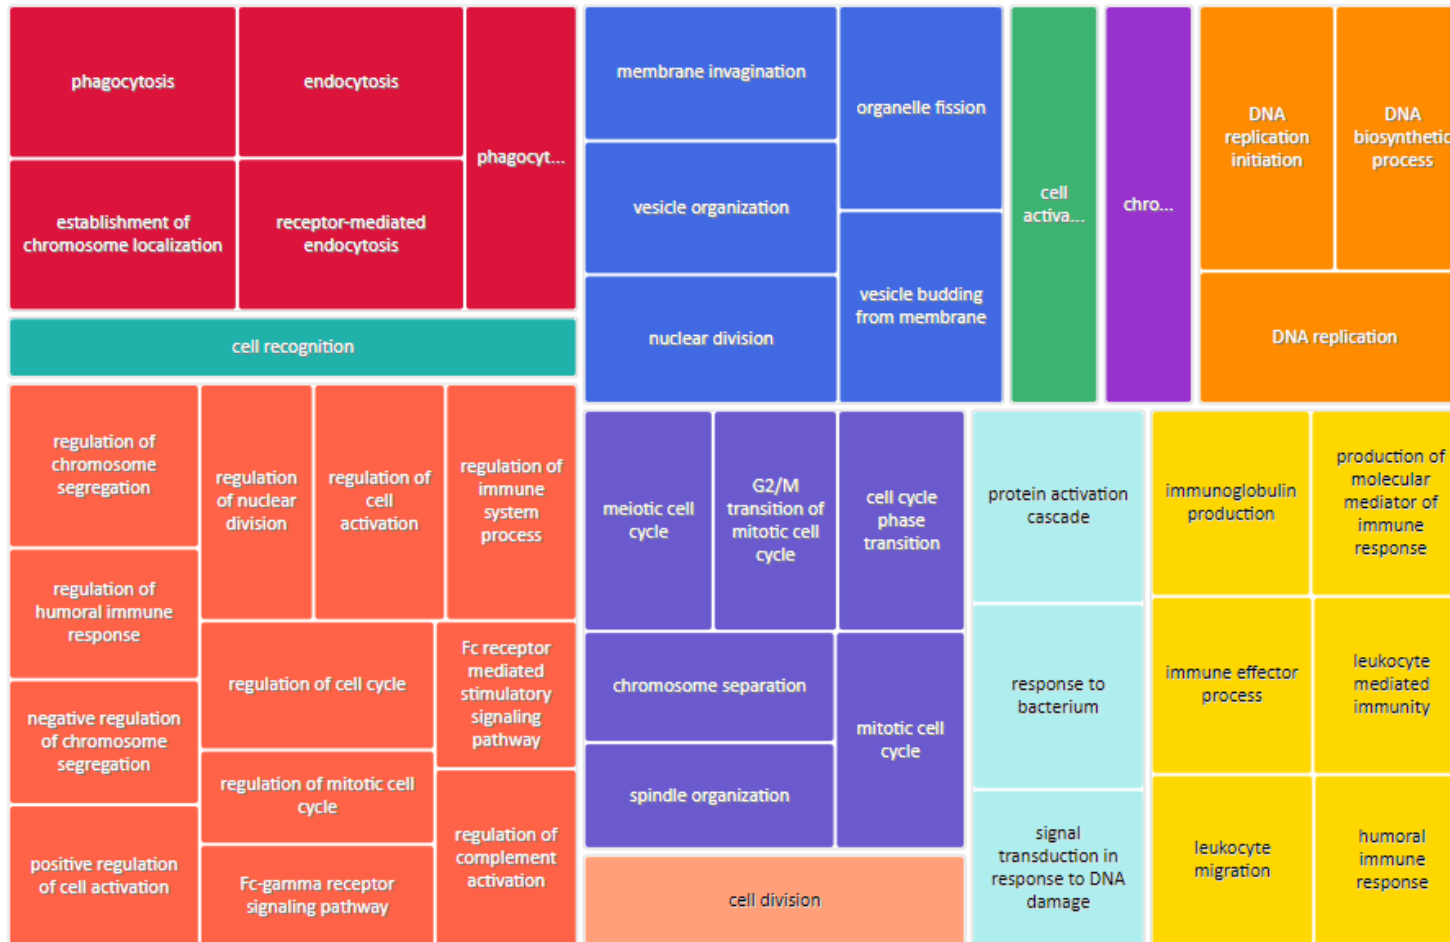 phagocytosis
endocytosis
phagocyt...
establishment of
chromosome localization
receptor-mediated
endocytosis
cell recognition
membrane invagination
organelle fission
vesicle organization
nuclear division
vesicle budding
from membrane
cell
activa...
chro...
DNA
replication
initiation
DNA
biosynthetic
process
DNA replication
regulation of
chromosome
segregation
regulation
of nuclear
division
regulation of
cell
activation
regulation of
immune
system
process
regulation of
humoral immune
response
regulation of cell cycle
Fc receptor
mediated
stimulatory
signaling
pathway
negative regulation
of chromosome
segregation
regulation of mitotic cell
cycle
positive regulation
of cell activation
Fc-gamma receptor
signaling pathway
regulation of
complement
activation
meiotic cell
cycle
G2/M
transition of
mitotic cell
cycle
cell cycle
phase
transition
chromosome separation
mitotic cell
cycle
spindle organization
cell division
protein activation
cascade
response to
bacterium
signal
transduction in
response to DNA
damage
immunoglobulin
production
production of
molecular
mediator of
immune
response
immune effector
process
leukocyte
mediated
immunity
leukocyte
migration
humoral
immune
response